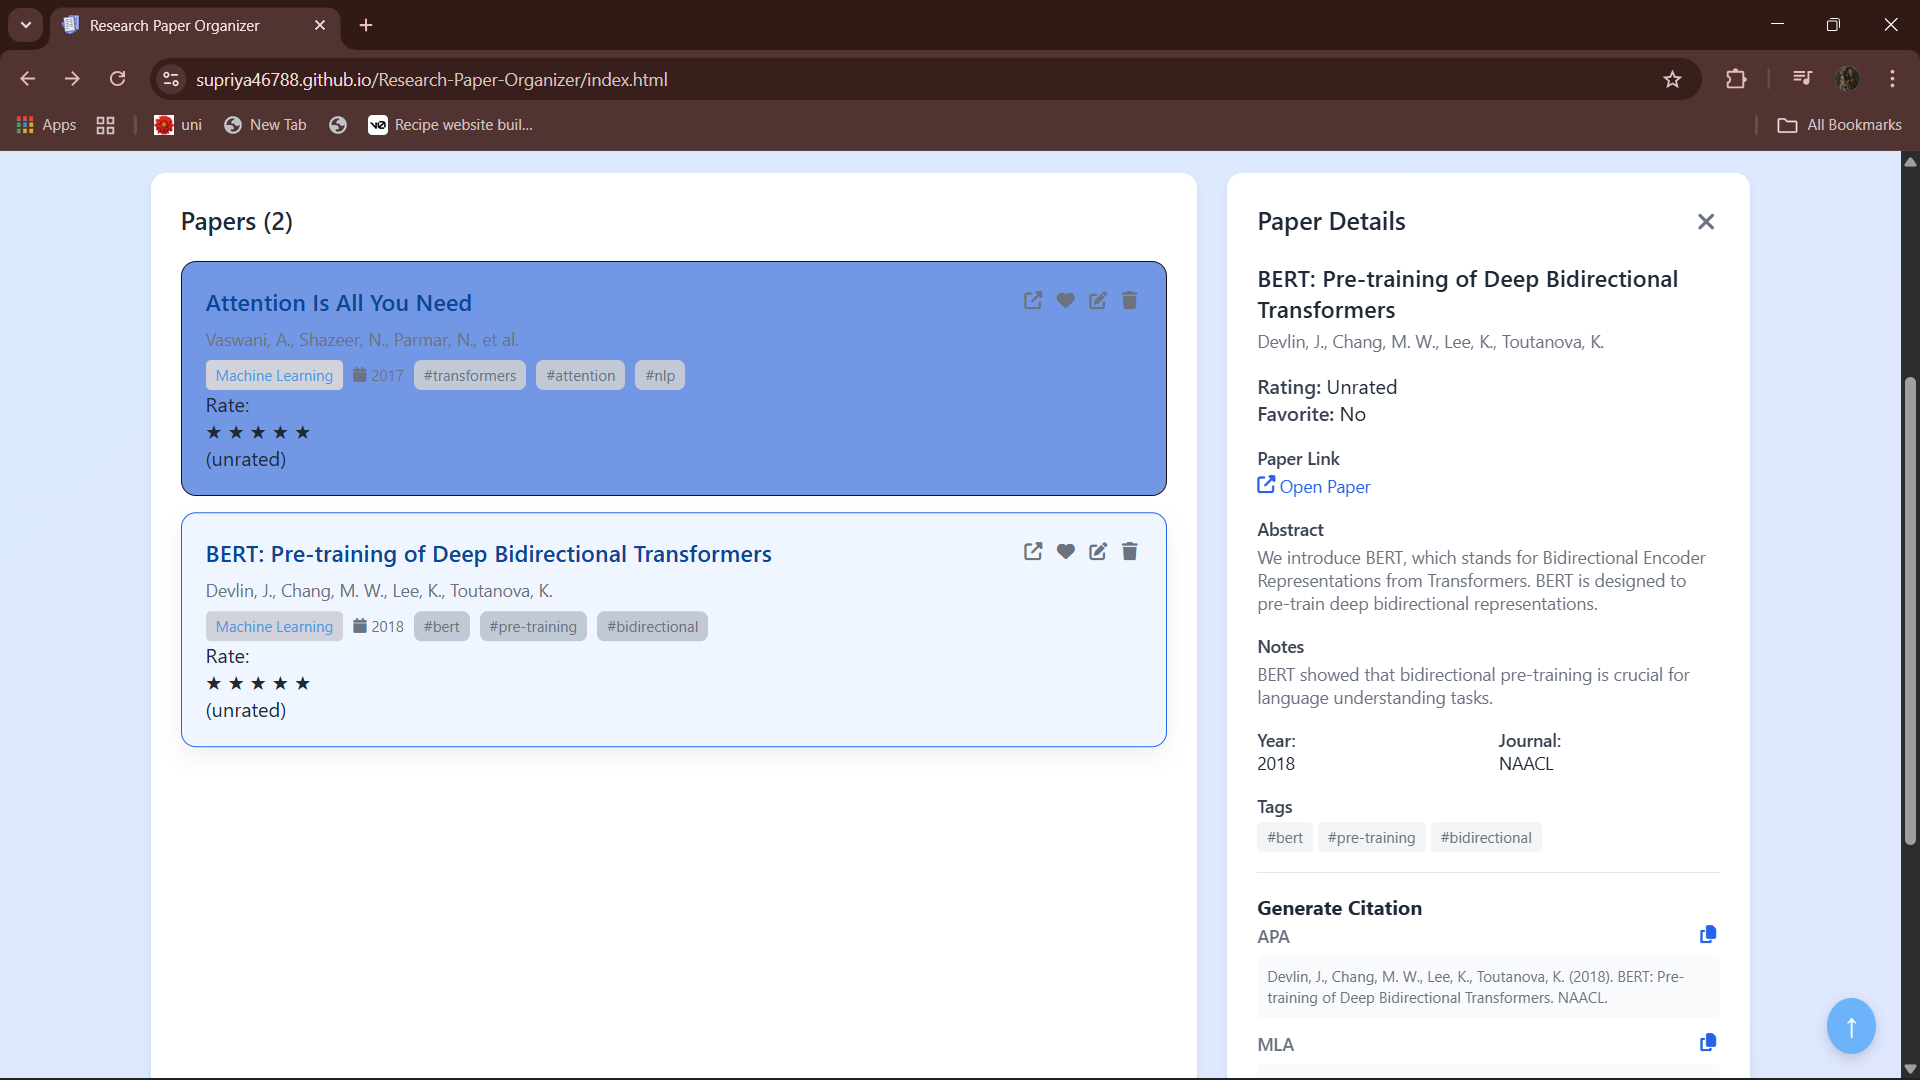 Research Paper Organizer
supriya46788.github.io/Research-Paper-Organizer/index.html
Apps
uni
New Tab
v0
Recipe website buil...
All Bookmarks
Papers (2)
Attention Is All You Need
Vaswani, A., Shazeer, N., Parmar, N., et al.
Machine Learning 2017 #transformers #attention #nlp
Rate:
★ ★ ★ ★ ★
(unrated)
BERT: Pre-training of Deep Bidirectional Transformers
Devlin, J., Chang, M. W., Lee, K., Toutanova, K.
Machine Learning 2018 #bert #pre-training #bidirectional
Rate:
★ ★ ★ ★ ★
(unrated)
Paper Details
BERT: Pre-training of Deep Bidirectional
Transformers
Devlin, J., Chang, M. W., Lee, K., Toutanova, K.
Rating: Unrated
Favorite: No
Paper Link
Open Paper
Abstract
We introduce BERT, which stands for Bidirectional Encoder
Representations from Transformers. BERT is designed to
pre-train deep bidirectional representations.
Notes
BERT showed that bidirectional pre-training is crucial for
language understanding tasks.
Year:
2018
Journal:
NAACL
Tags
#bert #pre-training #bidirectional
Generate Citation
APA
Devlin, J., Chang, M. W., Lee, K., Toutanova, K. (2018). BERT: Pre-
training of Deep Bidirectional Transformers. NAACL.
MLA
↑